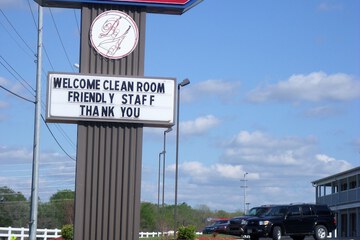 WELCOME CLEAN ROOM
FRIENDLY STAFF
THANK YOU